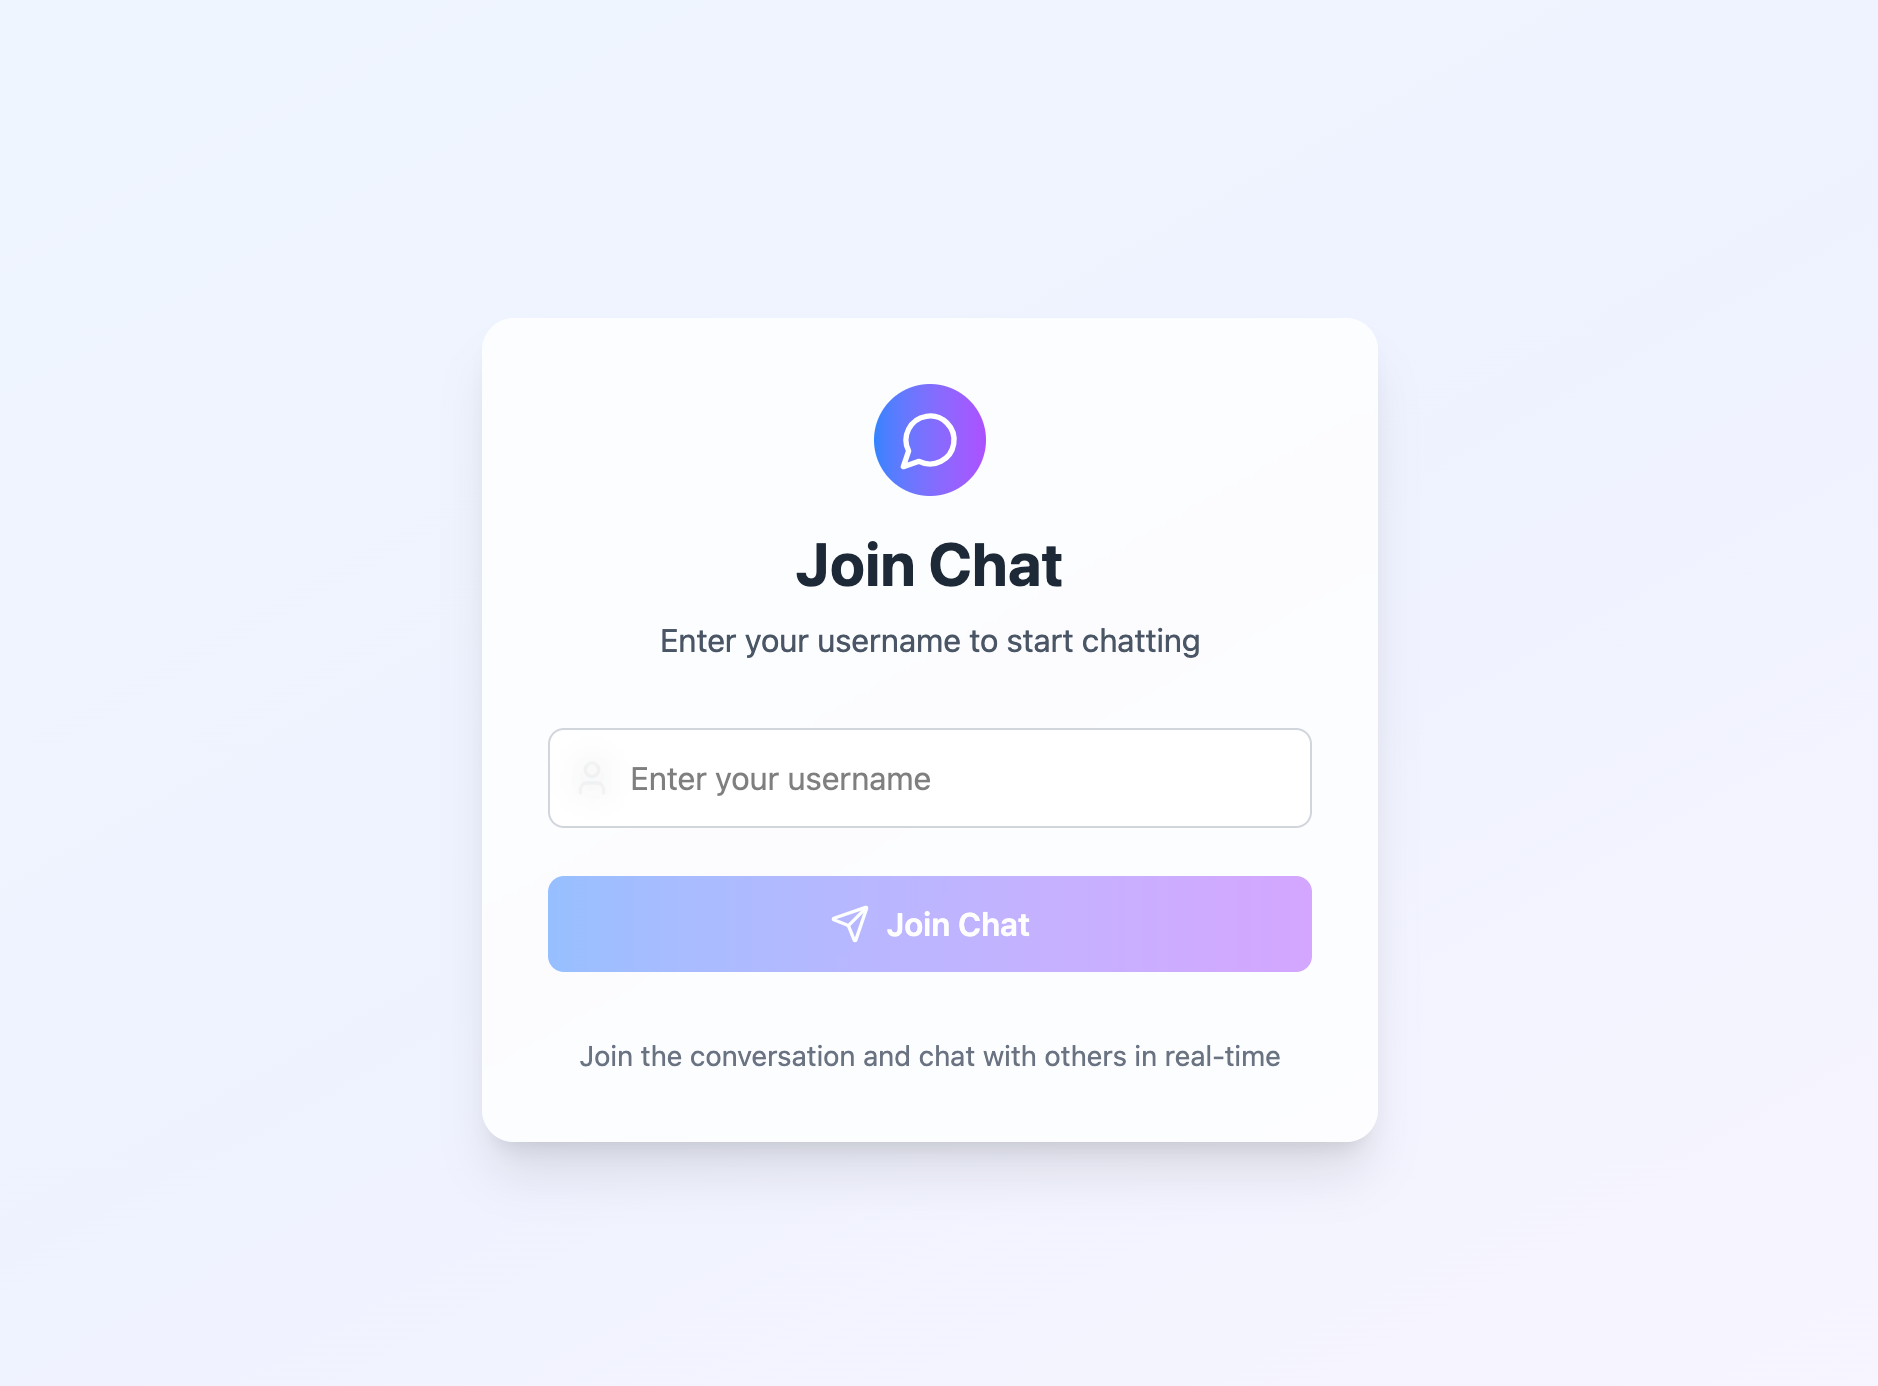 Join Chat
Enter your username to start chatting
Enter your username
Join Chat
Join the conversation and chat with others in real-time